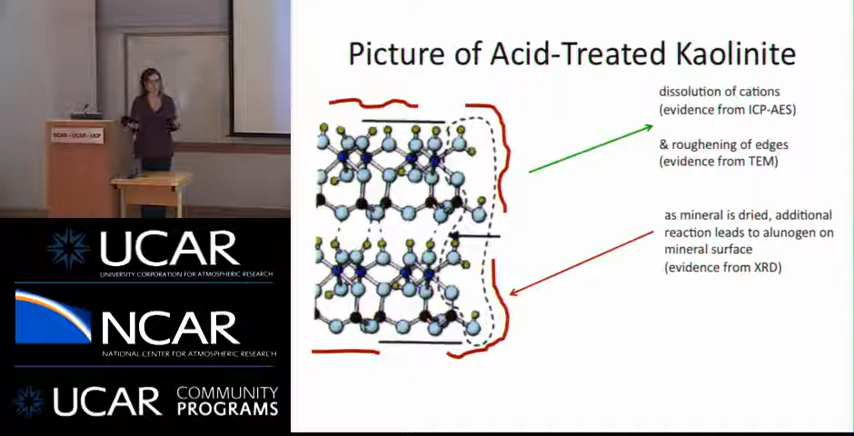 Picture of Acid-Treated Kaolinite
dissolution of cations
(evidence from ICP-AES)
& roughening of edges
(evidence from TEM)
as mineral is dried, additional
reaction leads to alunogen on
mineral surface
(evidence from XRD)
NCAR – UCAR – UCP
UCAR
UNIVERSITY CORPORATION FOR ATMOSPHERIC RESEARCH
NCAR
NATIONAL CENTER FOR ATMOSPHERIC RESEARCH
UCAR COMMUNITY
PROGRAMS